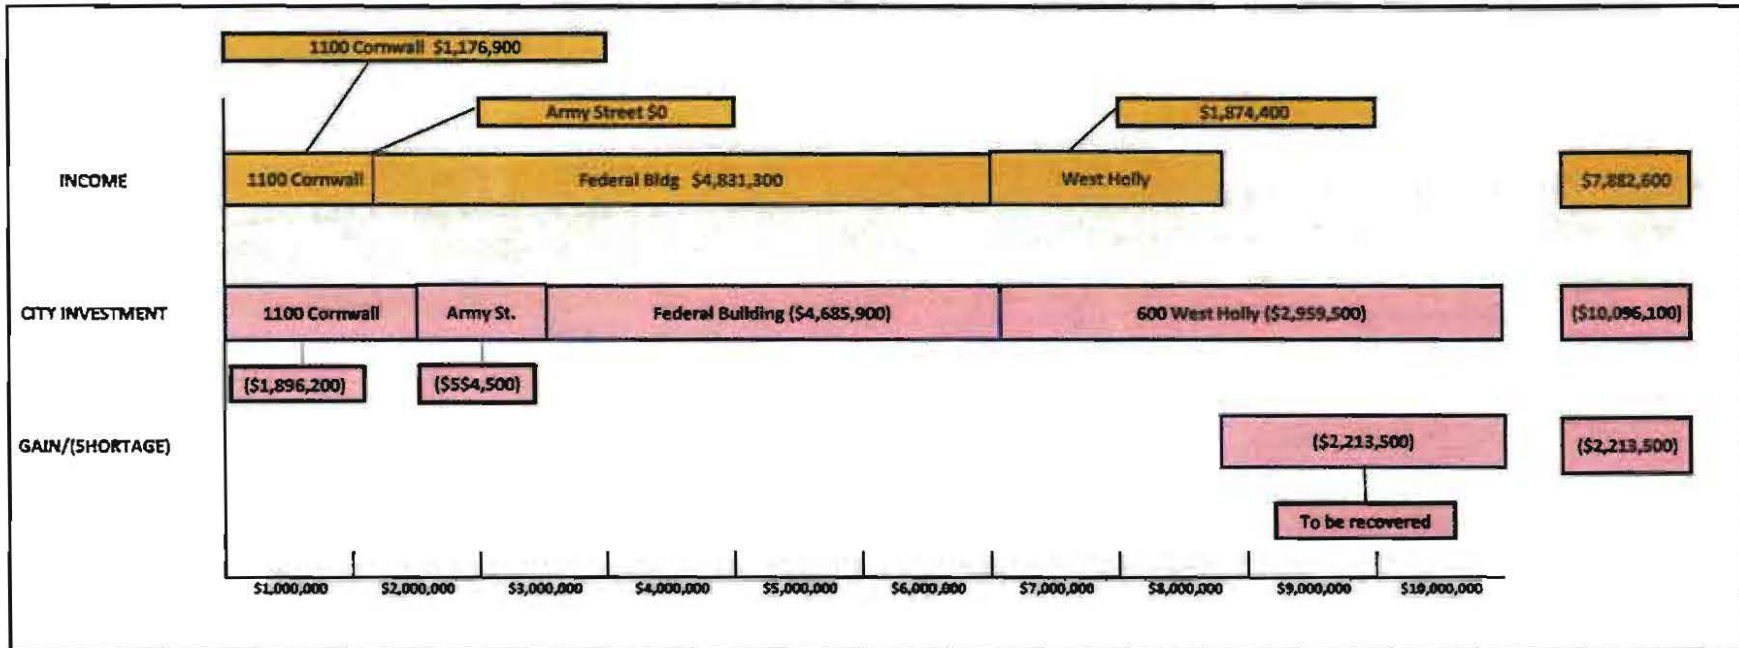 1100 Cornwall $1,176,900
Army Street $0
$1,874,400
INCOME
1100 Cornwall
Federal Bldg $4,831,300
West Holly
$7,882,600
CITY INVESTMENT
1100 Cornwall
Army St.
Federal Building ($4,685,900)
600 West Holly ($2,959,500)
($10,096,100)
($1,896,200)
($5$4,500)
GAIN/(SHORTAGE)
($2,213,500)
($2,213,500)
To be recovered
$1,000,000
$2,000,000
$3,000,000
$4,000,000
$5,000,000
$6,000,000
$7,000,000
$8,000,000
$9,000,000
$10,000,000